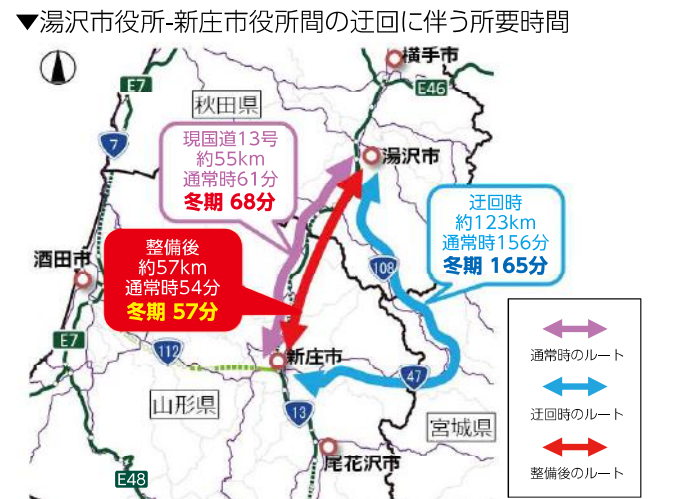 ▼湯沢市役所-新庄市役所間の迂回に伴う所要時間
横手市
E7
E46
秋田県
7
現国道13号
約55km
通常時61分
冬期 68分
湯沢市
迂回時
約123km
通常時156分
冬期 165分
整備後
約57km
通常時54分
冬期 57分
酒田市
108
E7
112
新庄市
47
山形県
13
宮城県
尾花沢市
E48
通常時のルート
迂回時のルート
整備後のルート